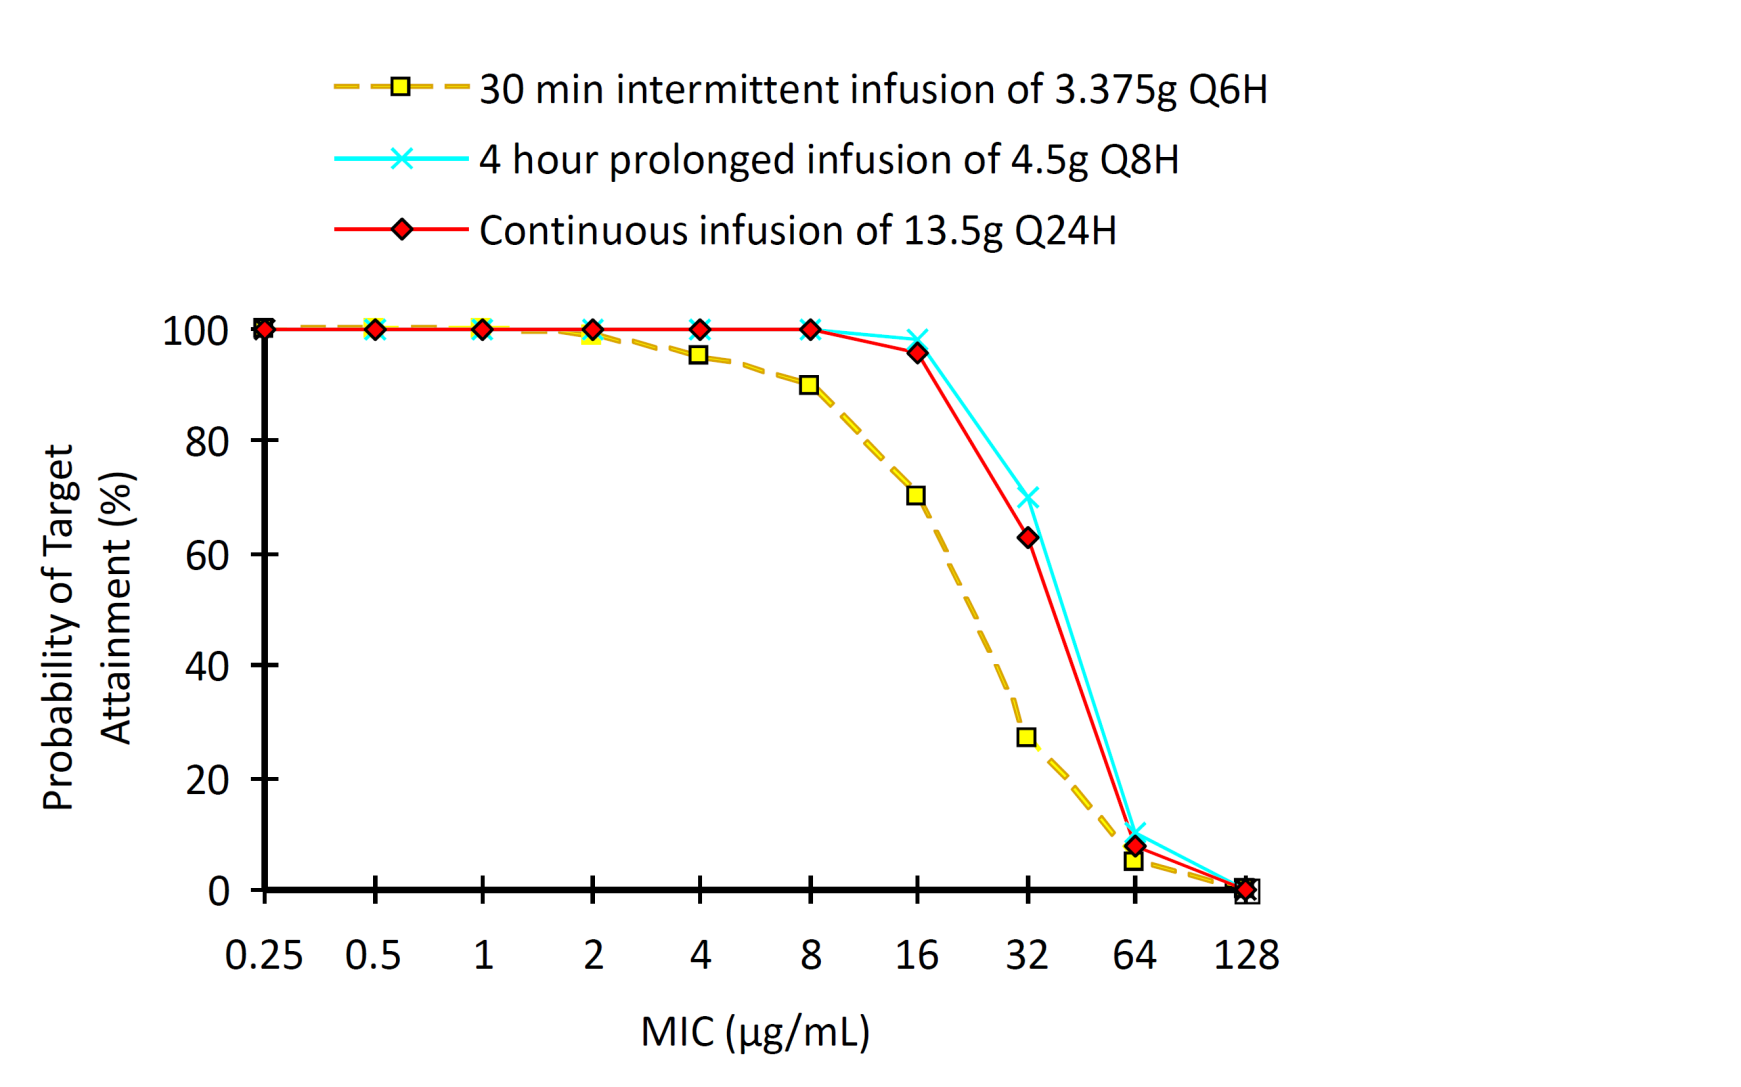 30 min intermittent infusion of 3.375g Q6H
4 hour prolonged infusion of 4.5g Q8H
Continuous infusion of 13.5g Q24H
Probability of Target
Attainment (%)
100
80
60
40
20
0
0.25 0.5 1 2 4 8 16 32 64 128
MIC (µg/mL)